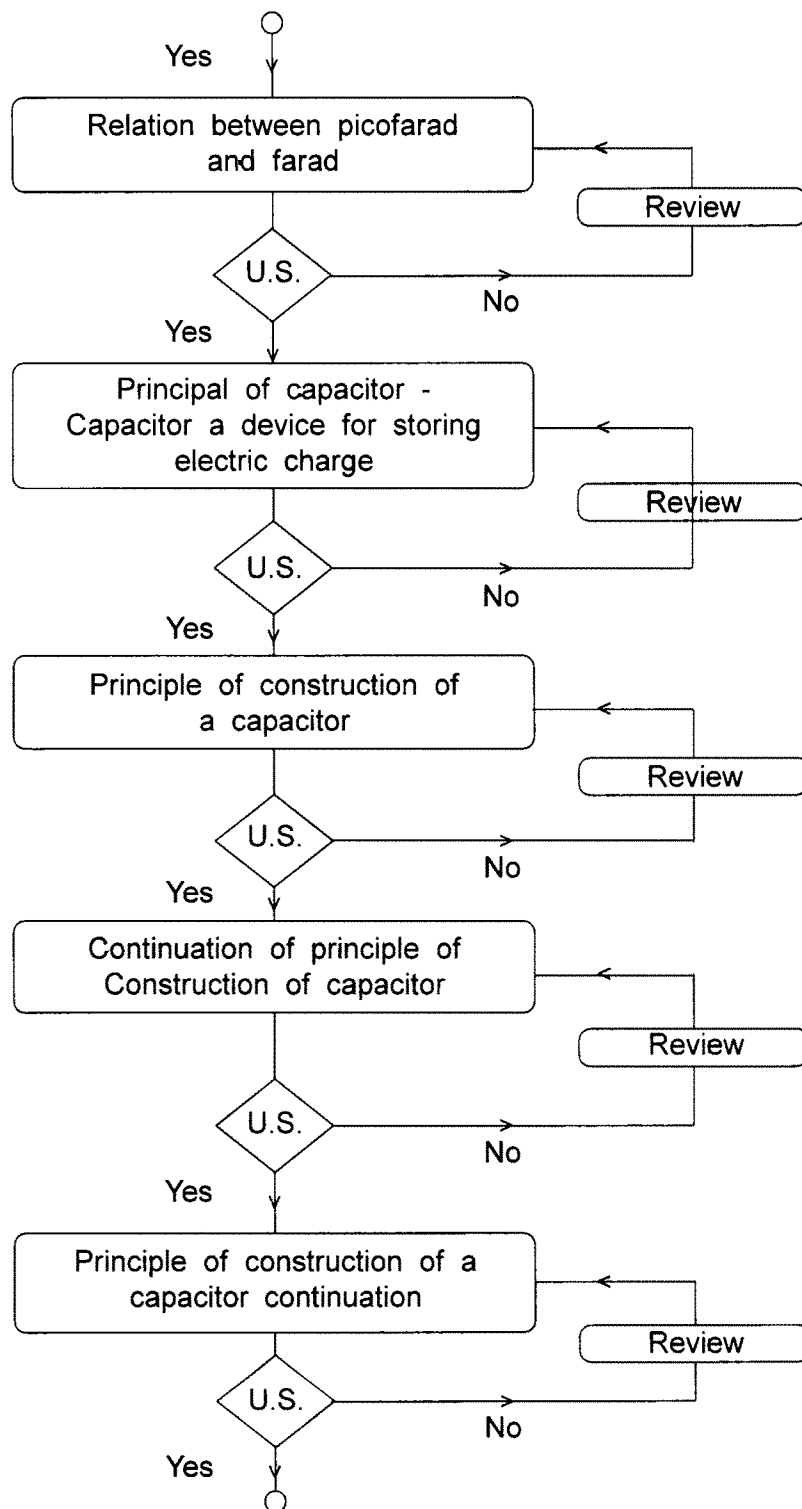 Yes
Relation between picofarad
and farad
Review
U.S.
No
Yes
Principal of capacitor -
Capacitor a device for storing
electric charge
Review
U.S.
No
Yes
Principle of construction of
a capacitor
Review
U.S.
No
Yes
Continuation of principle of
Construction of capacitor
Review
U.S.
No
Yes
Principle of construction of a
capacitor continuation
Review
U.S.
No
Yes